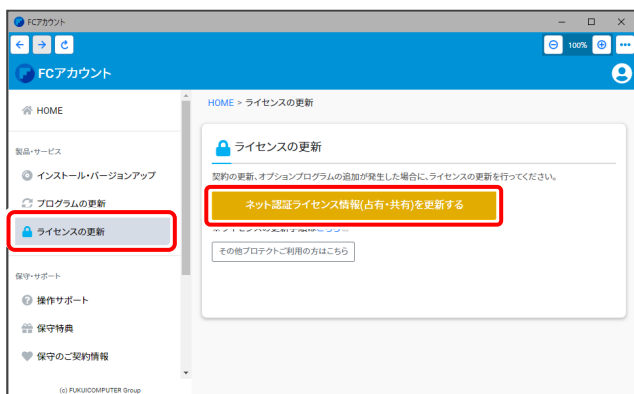 FCアカウント
100%
FCアカウント
HOME
製品・サービス
インストール・バージョンアップ
プログラムの更新
ライセンスの更新
保守・サポート
操作サポート
保守特典
保守のご契約情報
(c) FUKUICOMPUTER Group
HOME > ライセンスの更新
ライセンスの更新
契約の更新、オプションプログラムの追加が発生した場合に、ライセンスの更新を行ってください。
ネット認証ライセンス情報(占有・共有)を更新する
その他プロテクトご利用の方はこちら